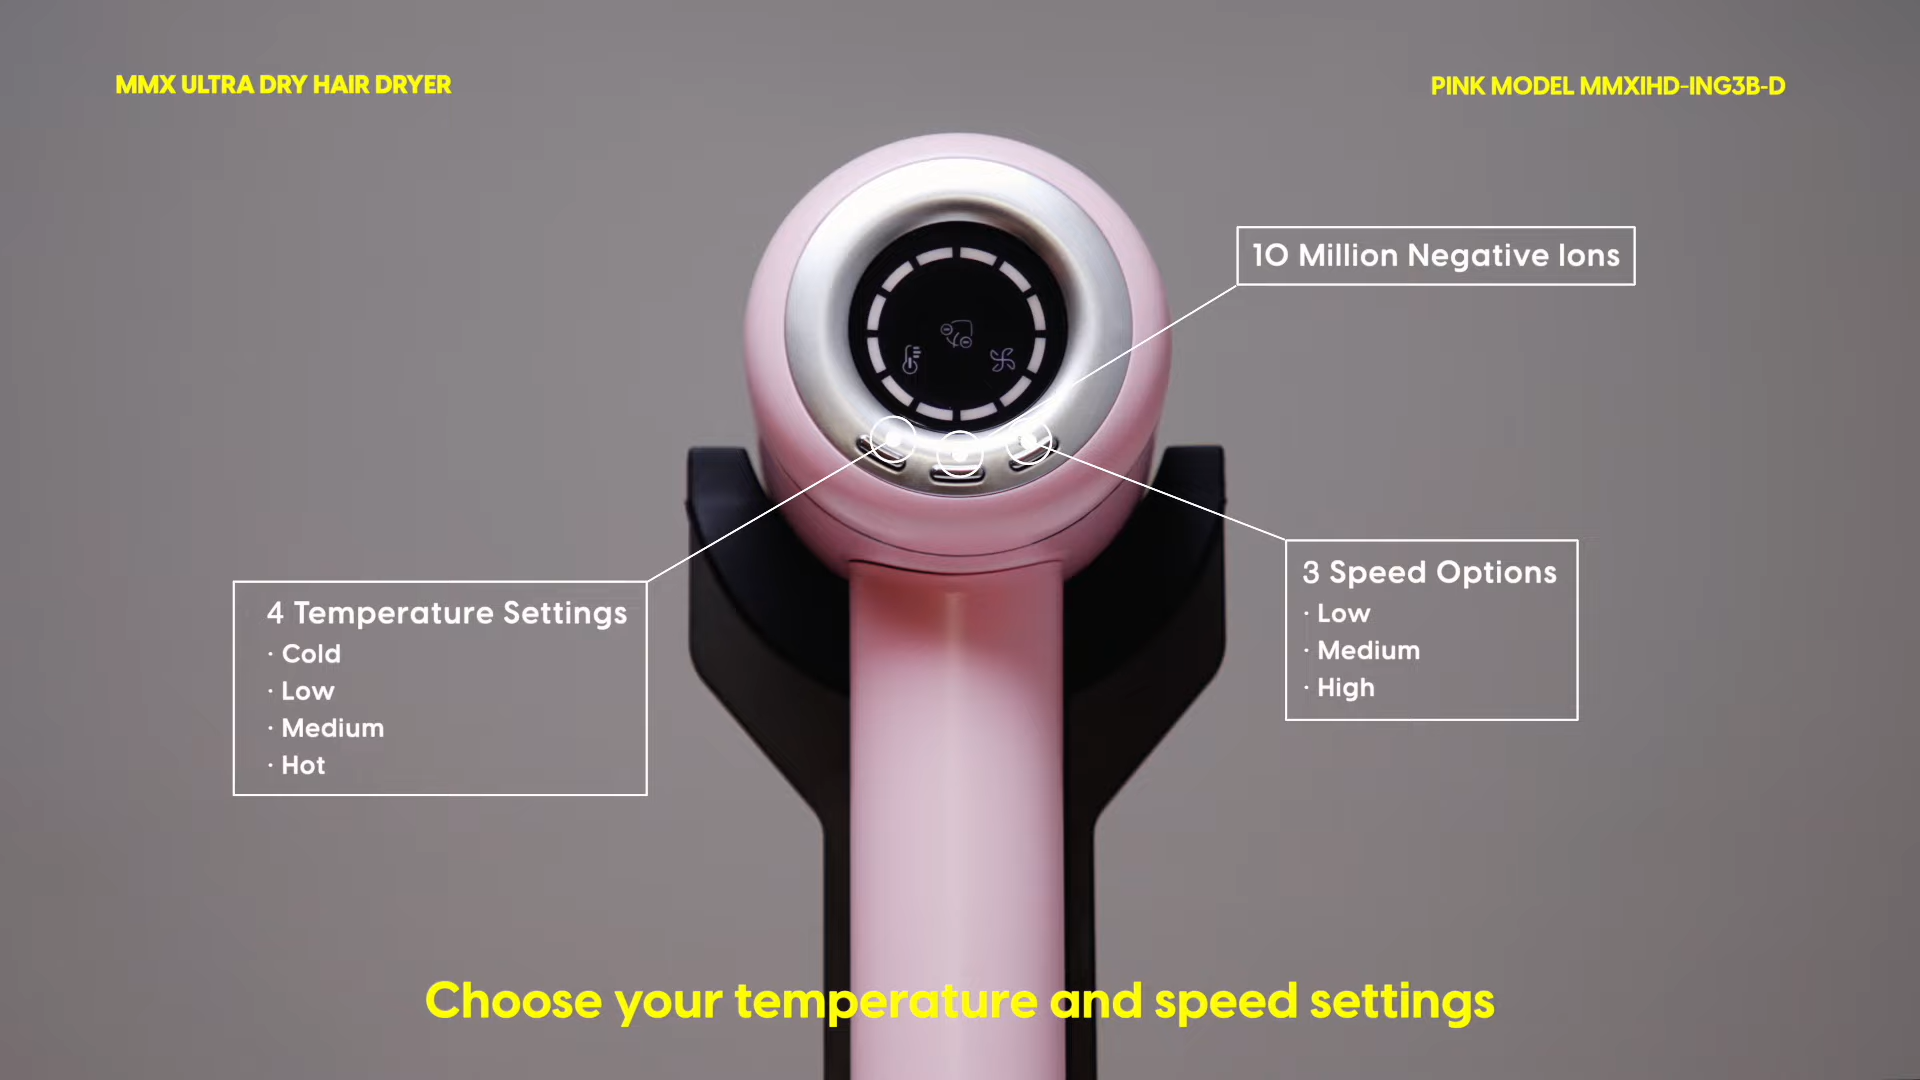 MMX ULTRA DRY HAIR DRYER
PINK MODEL MMXIHD-ING3B-D
10 Million Negative Ions
4 Temperature Settings
· Cold
· Low
· Medium
· Hot
3 Speed Options
· Low
· Medium
· High
Choose your temperature and speed settings